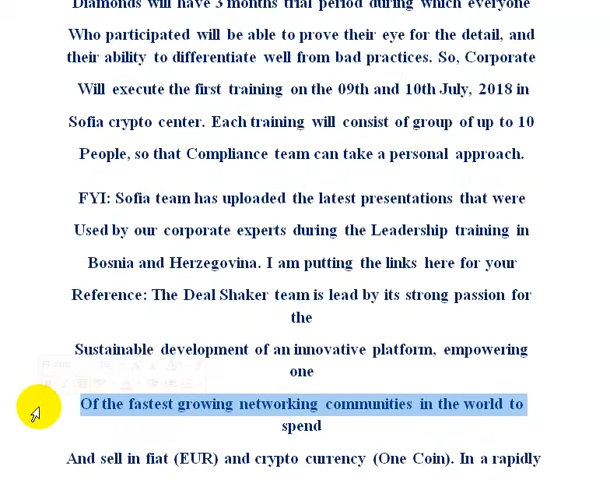 Diamonds will have 3 months trial period during which everyone
Who participated will be able to prove their eye for the detail, and
their ability to differentiate well from bad practices. So, Corporate
Will execute the first training on the 09th and 10th July, 2018 in
Sofia crypto center. Each training will consist of group of up to 10
People, so that Compliance team can take a personal approach.
FYI: Sofia team has uploaded the latest presentations that were
Used by our corporate experts during the Leadership training in
Bosnia and Herzegovina. I am putting the links here for your
Reference: The Deal Shaker team is lead by its strong passion for
the
Sustainable development of an innovative platform, empowering
one
Of the fastest growing networking communities in the world to
spend
And sell in fiat (EUR) and crypto currency (One Coin). In a rapidly